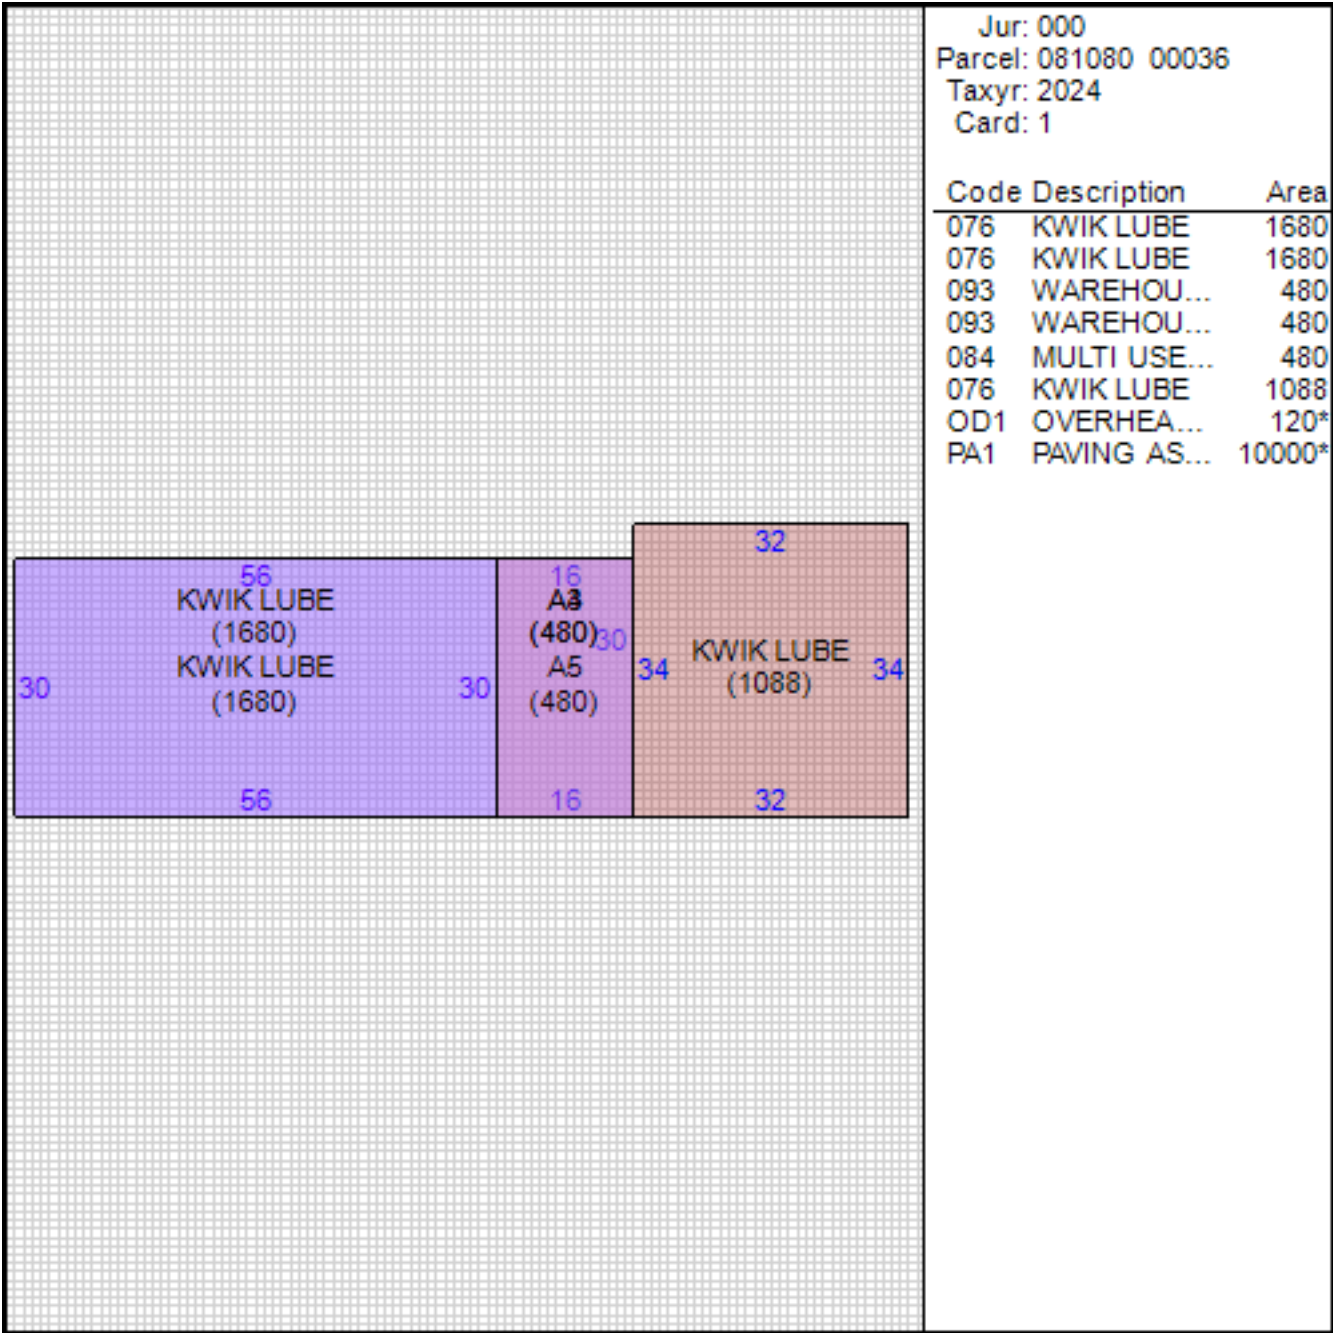 Jur: 000
Parcel: 081080 00036
Taxyr: 2024
Card: 1
Code Description Area
076 KWIK LUBE 1680
076 KWIK LUBE 1680
093 WAREHOU... 480
093 WAREHOU... 480
084 MULTI USE... 480
076 KWIK LUBE 1088
OD1 OVERHEA... 120*
PA1 PAVING AS... 10000*
56
KWIK LUBE
(1680)
KWIK LUBE
(1680)
30
30
56
16
(480)
30
A5
(480)
16
32
KWIK LUBE
(1088)
34
34
32